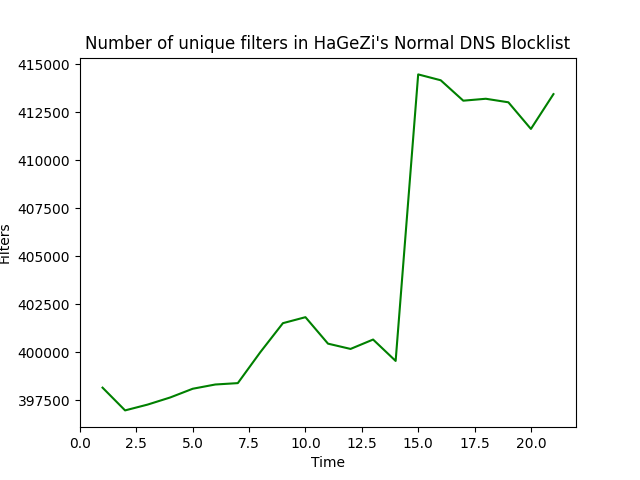 Number of unique filters in HaGeZi's Normal DNS Blocklist
415000
412500
410000
407500
405000
402500
400000
397500
Filters
0.0 2.5 5.0 7.5 10.0 12.5 15.0 17.5 20.0
Time